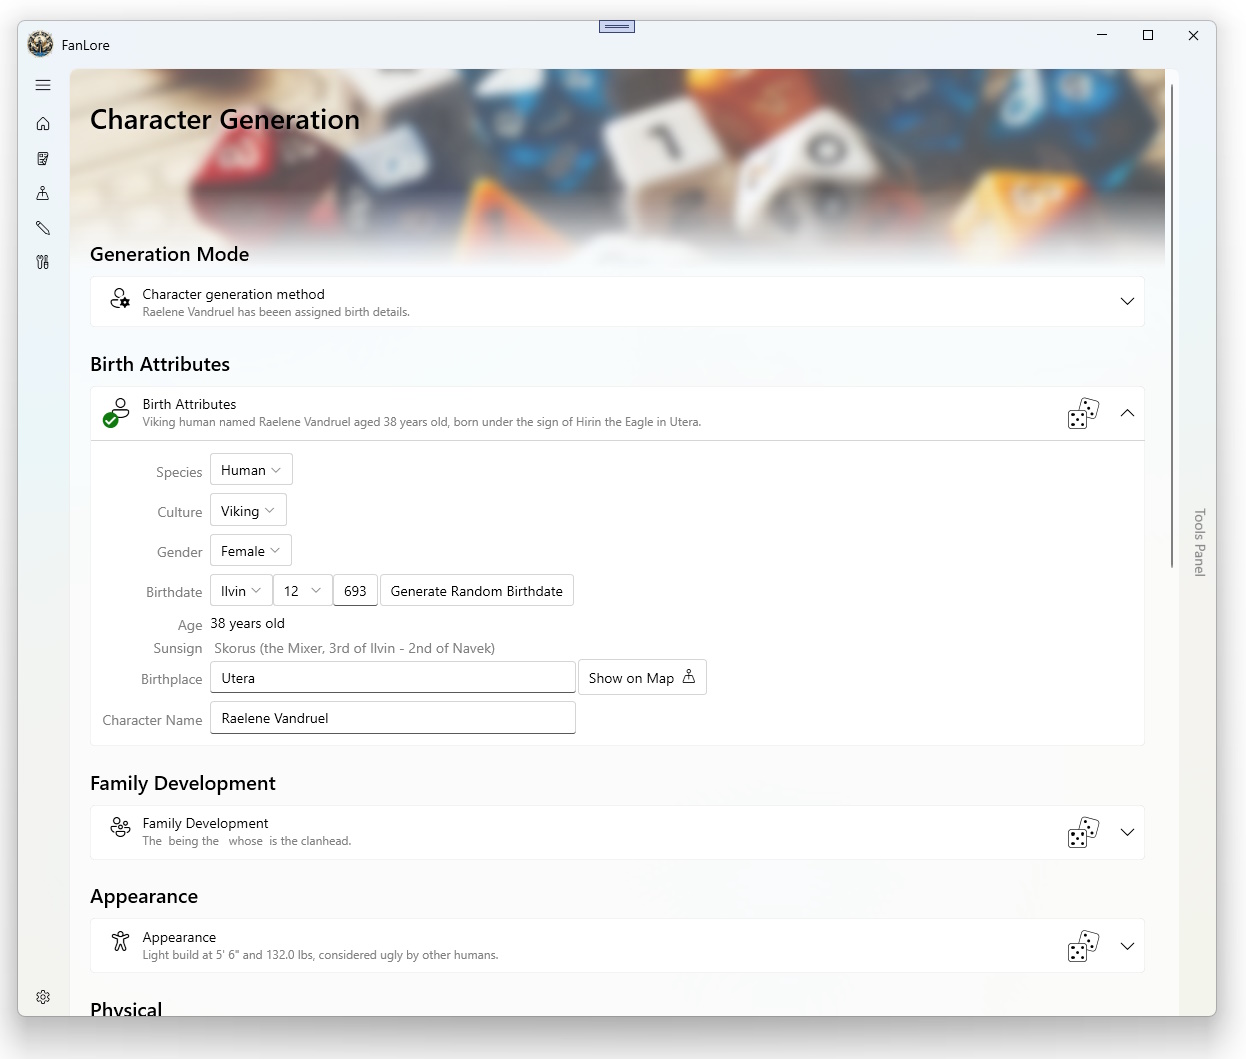 FanLore
Character Generation
Generation Mode
Character generation method
Raelene Vandruel has beeen assigned birth details.
Birth Attributes
Birth Attributes
Viking human named Raelene Vandruel aged 38 years old, born under the sign of Hirin the Eagle in Utera.
Species Human
Culture Viking
Gender Female
Birthdate Ilvin 12 693 Generate Random Birthdate
Age 38 years old
Sunsign Skorus (the Mixer, 3rd of Ilvin - 2nd of Navek)
Birthplace Utera Show on Map
Character Name Raelene Vandruel
Tools Panel
Family Development
Family Development
The being the whose is the clanhead.
Appearance
Appearance
Light build at 5' 6" and 132.0 lbs, considered ugly by other humans.
Physical